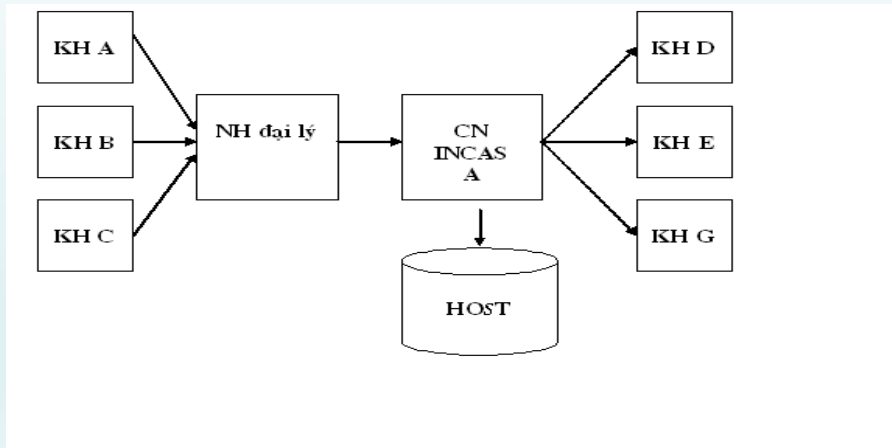 KH A
KH B
KH C
NH đại lý
CN
INCAS
A
HOST
KH D
KH E
KH G